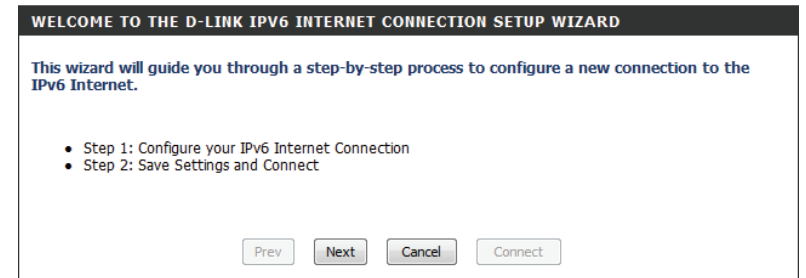 WELCOME TO THE D-LINK IPV6 INTERNET CONNECTION SETUP WIZARD
This wizard will guide you through a step-by-step process to configure a new connection to the
IPv6 Internet.
• Step 1: Configure your IPv6 Internet Connection
• Step 2: Save Settings and Connect
Prev Next Cancel Connect